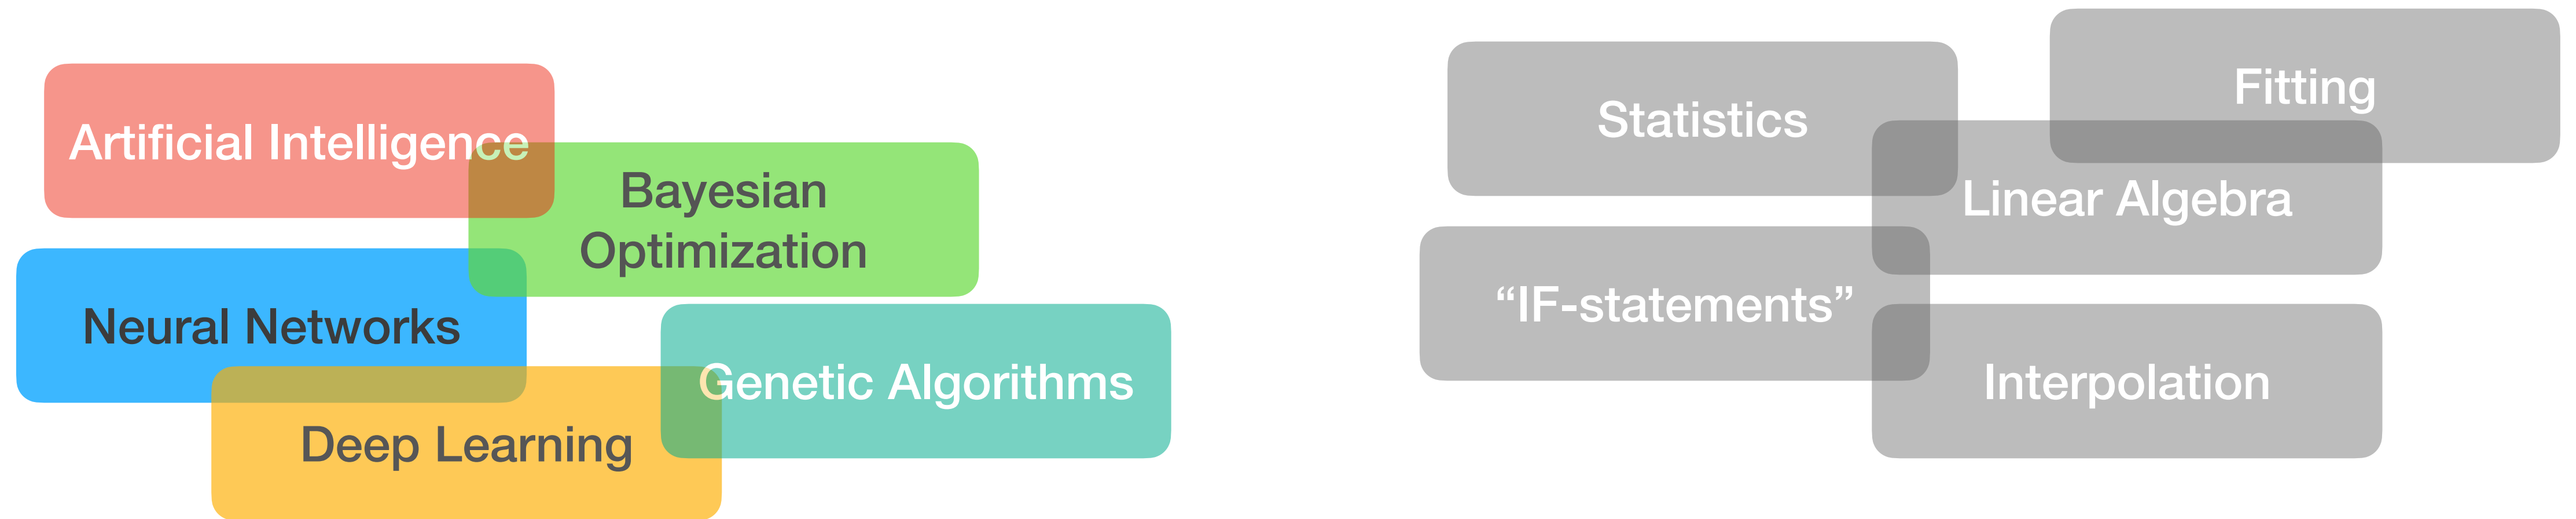 Artificial Intelligence
Bayesian
Optimization
Neural Networks
Genetic Algorithms
Deep Learning
Statistics
Fitting
Linear Algebra
“IF-statements”
Interpolation